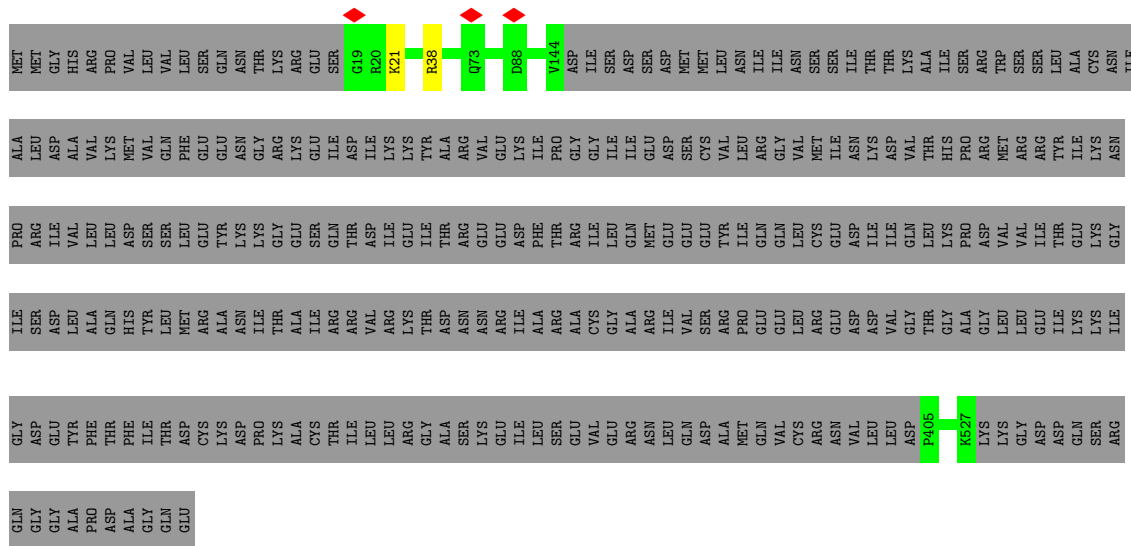 MET MET GLY HIS ARG PRO VAL LEU VAL LEU SER GLN ASN THR LYS ARG GLU SER G19 R20 K21 R38 Q73 D88 V144 ASP ILE SER ASP SER ASP MET MET LEU ASN ILE ILE ASN SER SER ILE THR THR LYS ALA ILE SER ARG TRP SER SER LEU ALA CYS ASN ILE
ALA LEU ASP ALA VAL LYS MET VAL GLN PHE GLU GLU ASN GLY ARG LYS GLU ILE ASP ILE LYS LYS TYR ALA ARG VAL GLU LYS ILE PRO GLY GLY ILE ILE GLU ASP SER CYS VAL LEU ARG GLY VAL MET ILE ASN LYS ASP VAL THR HIS PRO ARG MET ARG ARG TYR ILE LYS ASN
PRO ARG ILE VAL LEU LEU ASP SER SER LEU GLU TYR LYS LYS GLY GLU SER GLN THR ASP ILE GLU ILE THR ARG GLU GLU ASP PHE THR ARG ILE LEU GLN MET GLU GLU GLU TYR ILE GLN GLN LEU CYS GLU ASP ILE ILE GLN LEU LYS PRO ASP VAL VAL ILE THR GLU LYS GLY
ILE SER ASP LEU ALA GLN HIS TYR LEU MET ARG ALA ASN ILE THR ALA ILE ARG ARG VAL ARG LYS THR ASP ASN ASN ARG ILE ALA ARG ALA CYS GLY ALA ARG ILE VAL SER ARG PRO GLU GLU LEU ARG GLU ASP ASP VAL GLY THR GLY ALA GLY LEU LEU GLU ILE LYS LYS ILE
GLY ASP GLU TYR PHE THR PHE ILE THR ASP CYS LYS ASP PRO LYS ALA CYS THR ILE LEU LEU ARG GLY ALA SER LYS GLU ILE LEU SER GLU VAL GLU ARG ASN LEU GLN ASP ALA MET GLN VAL CYS ARG ASN VAL LEU LEU ASP P405 K527 LYS LYS GLY ASP ASP GLN SER ARG
GLN GLY GLY ALA PRO ASP ALA GLY GLN GLU